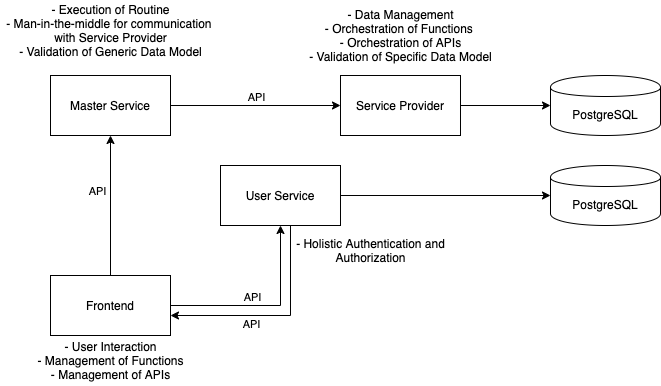 - Execution of Routine
- Man-in-the-middle for communication
with Service Provider
- Validation of Generic Data Model
- Data Management
- Orchestration of Functions
- Orchestration of APIs
- Validation of Specific Data Model
Master Service
API
Service Provider
PostgreSQL
API
User Service
PostgreSQL
- Holistic Authentication and
Authorization
Frontend
API
API
- User Interaction
- Management of Functions
- Management of APIs